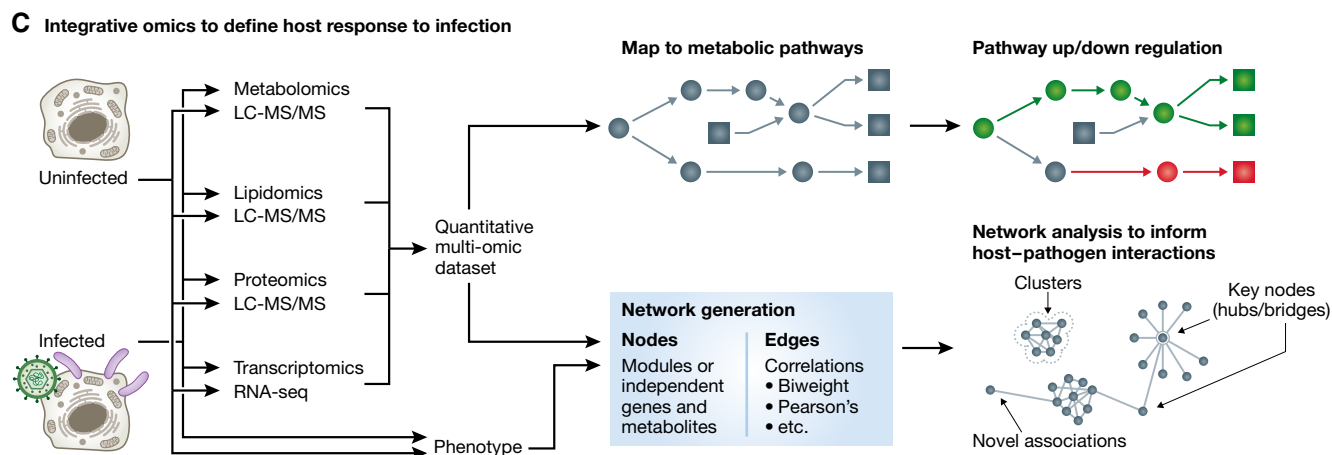 C Integrative omics to define host response to infection
Uninfected
Infected
Metabolomics
LC-MS/MS
Lipidomics
LC-MS/MS
Proteomics
LC-MS/MS
Transcriptomics
RNA-seq
Quantitative
multi-omic
dataset
Phenotype
Map to metabolic pathways
Pathway up/down regulation
Network generation
Nodes
Modules or
independent
genes and
metabolites
Edges
Correlations
• Biweight
• Pearson's
• etc.
Network analysis to inform
host–pathogen interactions
Clusters
Key nodes
(hubs/bridges)
Novel associations